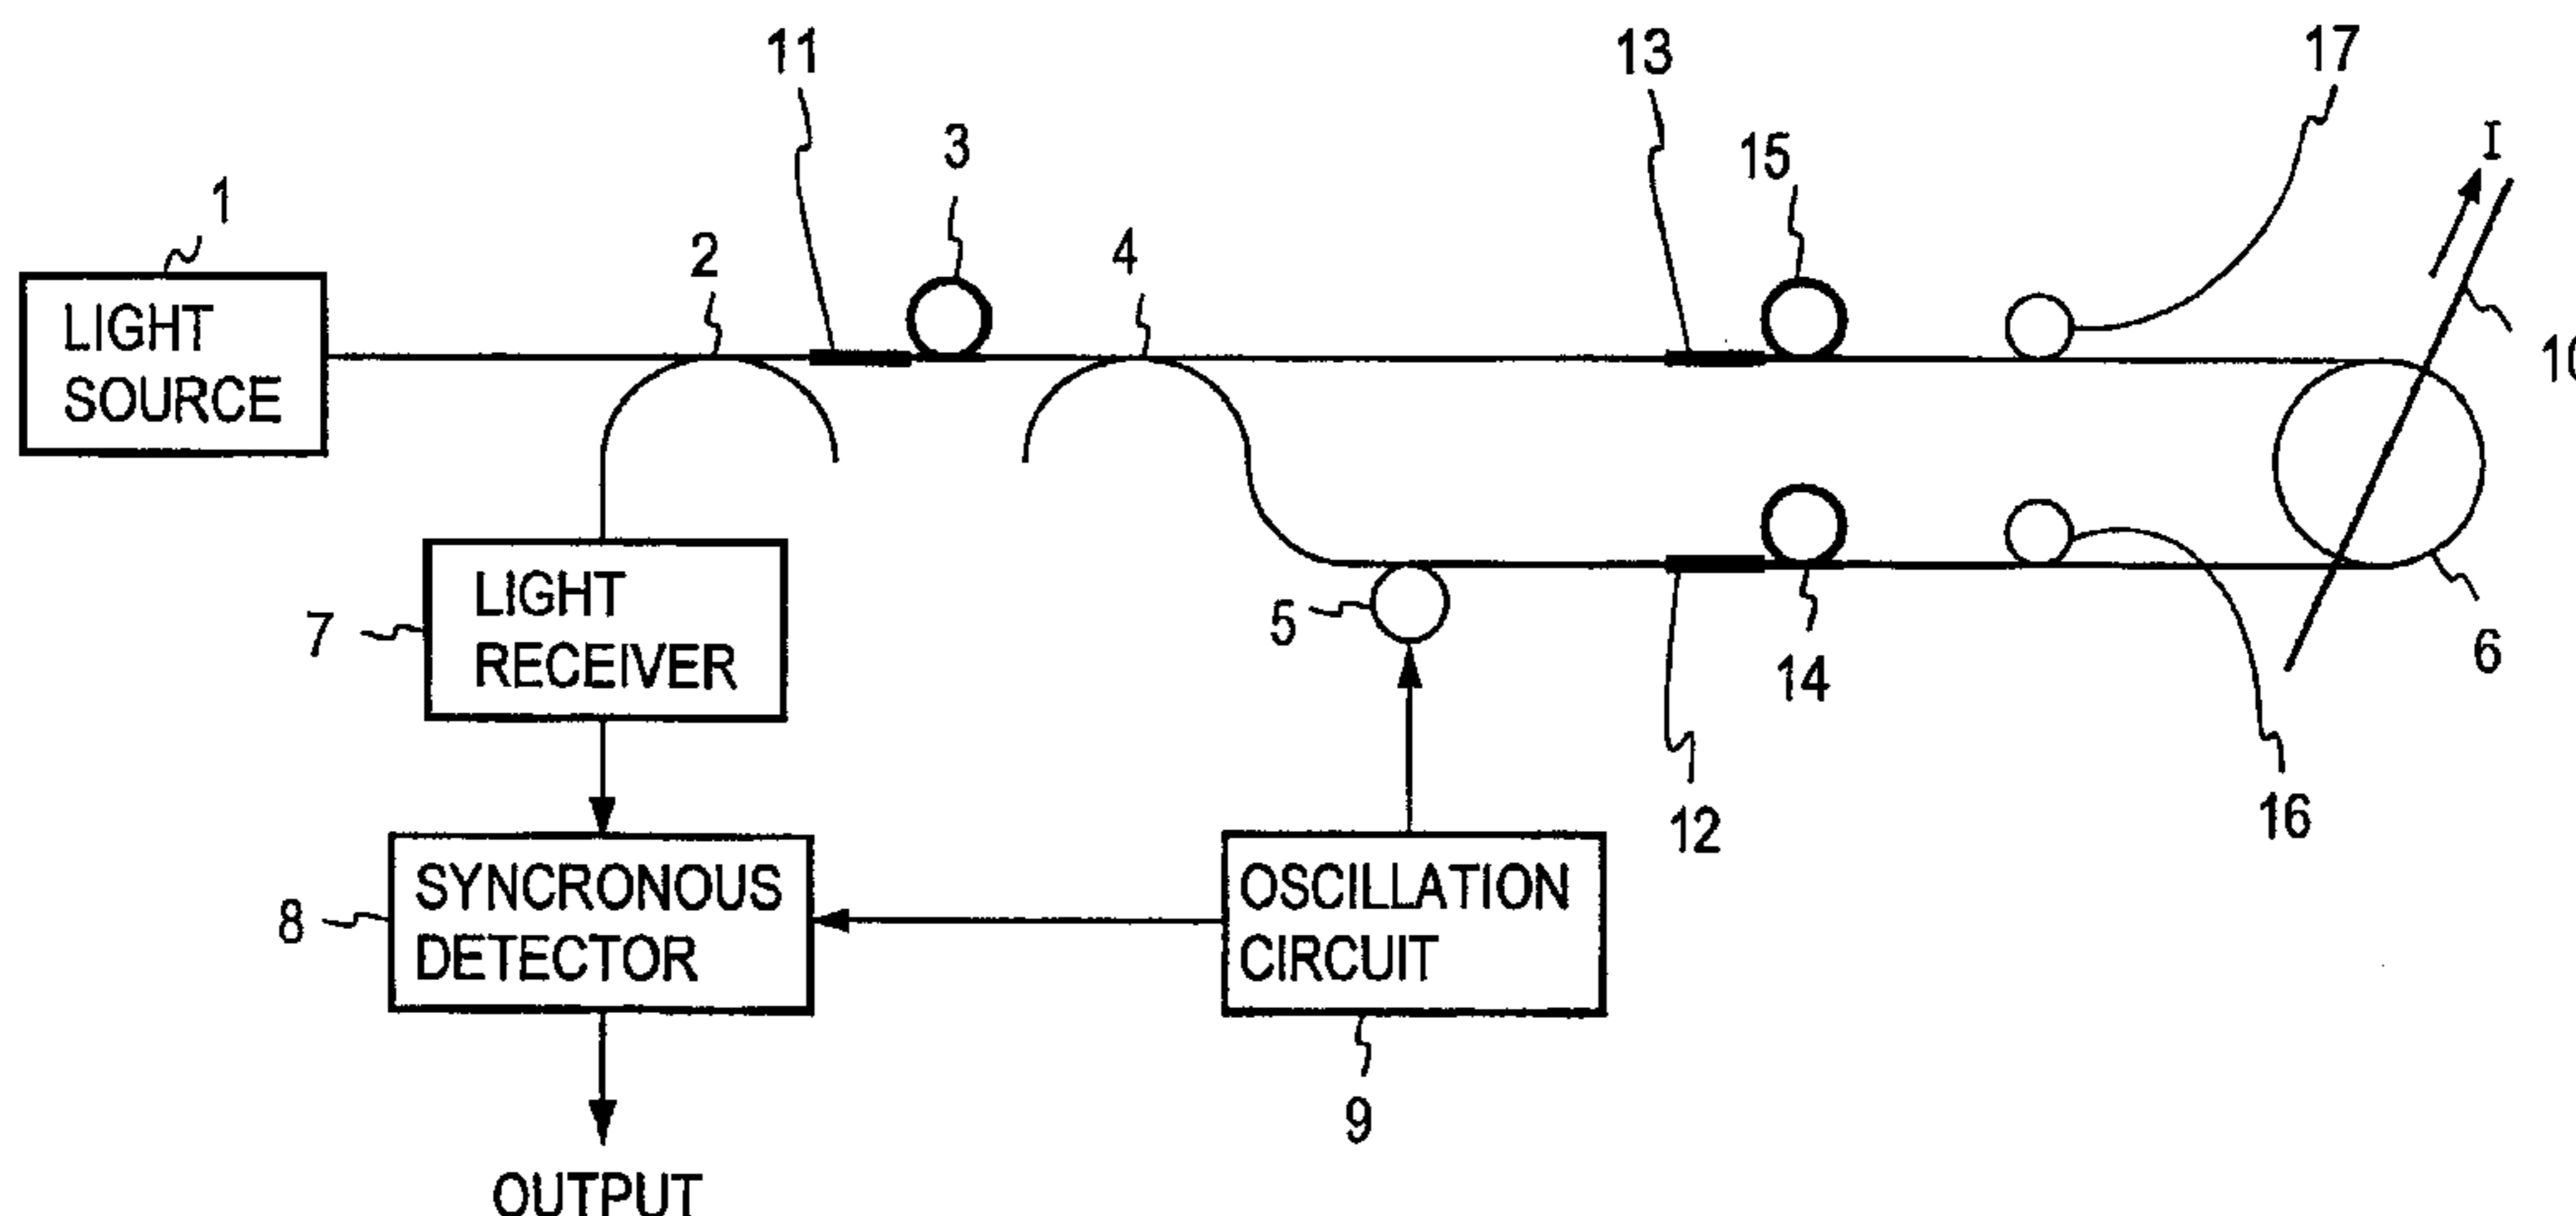 11
13
17
3
15
I
1
2
4
LIGHT
SOURCE
10
LIGHT
RECEIVER
7
5
14
6
12
16
SYNCRONOUS
DETECTOR
8
OSCILLATION
CIRCUIT
9
OUTPUT